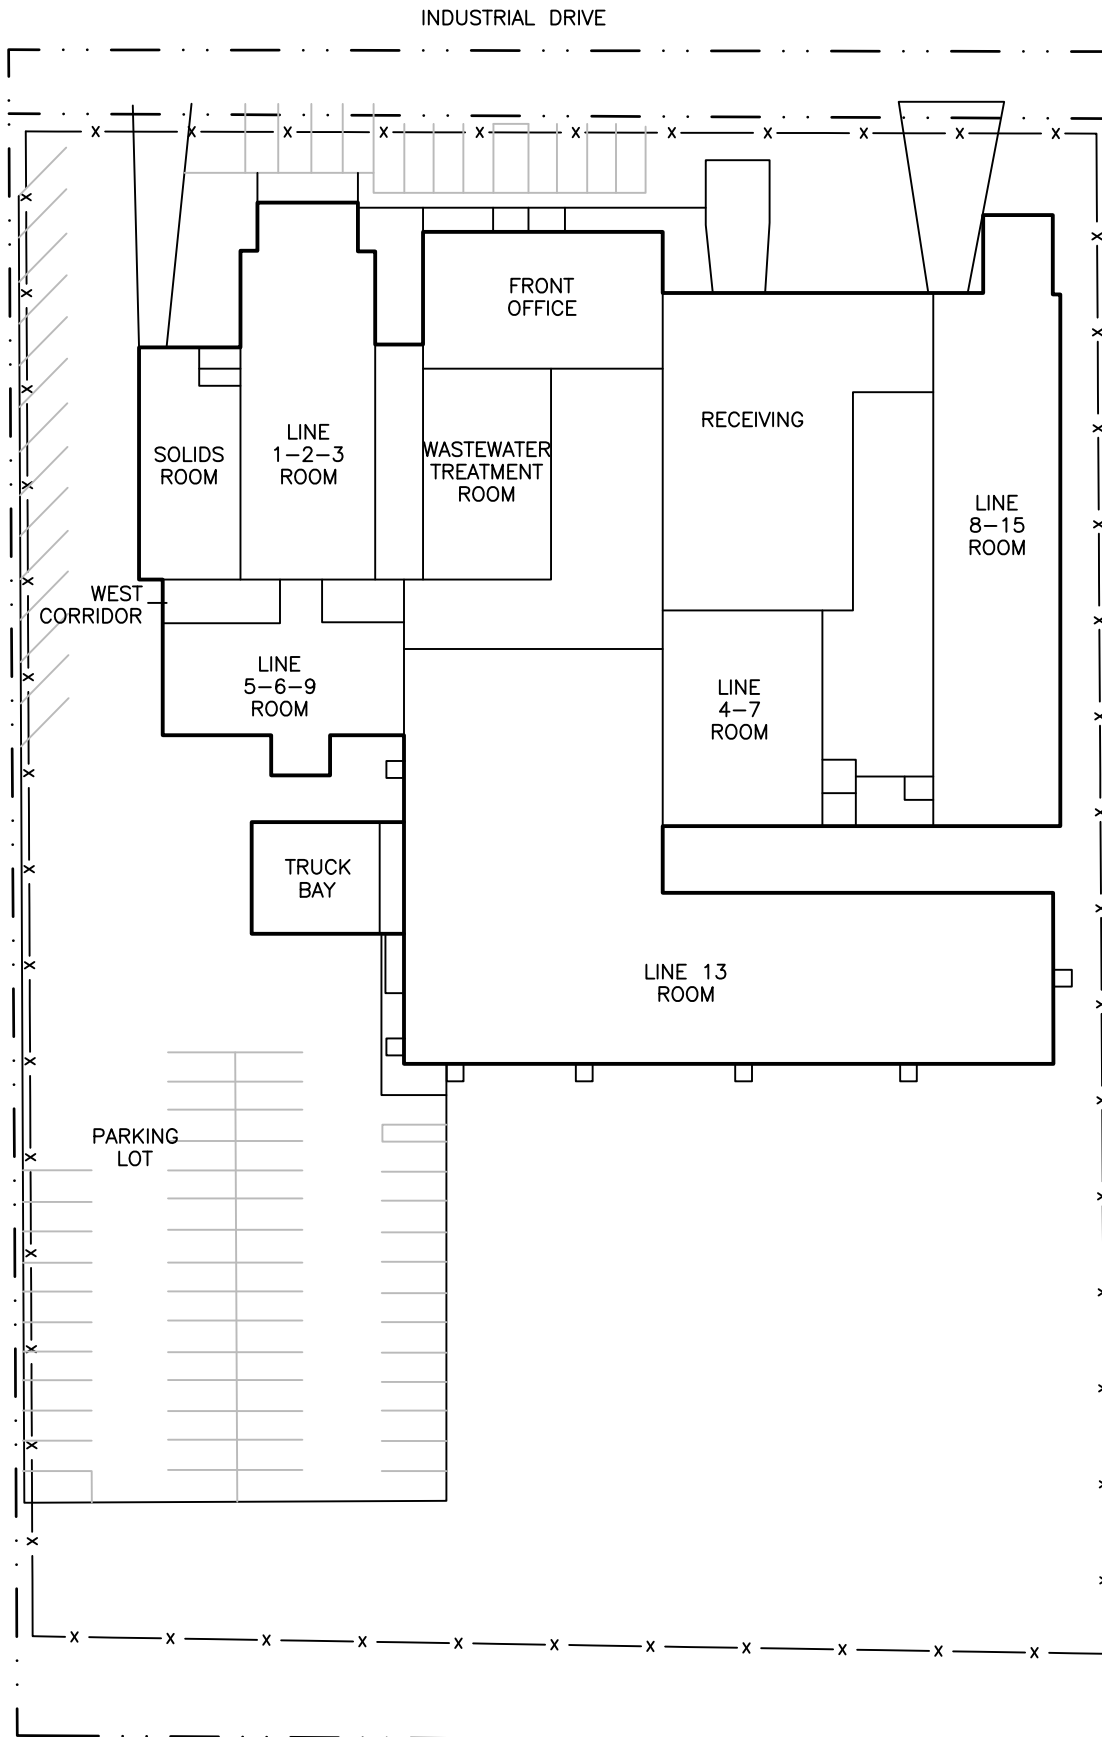 INDUSTRIAL DRIVE
FRONT
OFFICE
RECEIVING
SOLIDS
ROOM
LINE
1-2-3
ROOM
WASTEWATER
TREATMENT
ROOM
LINE
8-15
ROOM
WEST
CORRIDOR
LINE
5-6-9
ROOM
LINE
4-7
ROOM
TRUCK
BAY
LINE 13
ROOM
PARKING
LOT